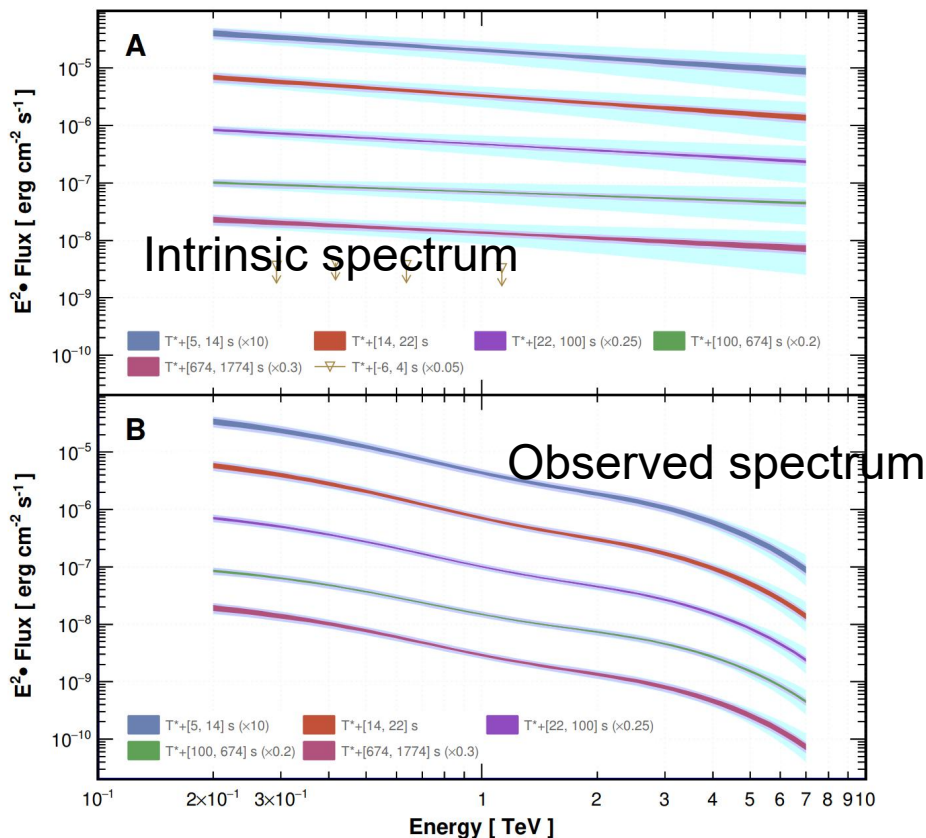 A
E²• Flux [ erg cm⁻² s⁻¹ ]
10⁻⁵
10⁻⁶
10⁻⁷
10⁻⁸
10⁻⁹
10⁻¹⁰
Intrinsic spectrum
T*+[5, 14] s (×10) T*+[14, 22] s T*+[22, 100] s (×0.25) T*+[100, 674] s (×0.2)
T*+[674, 1774] s (×0.3) T*+[-6, 4] s (×0.05)
B
E²• Flux [ erg cm⁻² s⁻¹ ]
10⁻⁵
10⁻⁶
10⁻⁷
10⁻⁸
10⁻⁹
10⁻¹⁰
Observed spectrum
T*+[5, 14] s (×10) T*+[14, 22] s T*+[22, 100] s (×0.25)
T*+[100, 674] s (×0.2) T*+[674, 1774] s (×0.3)
10⁻¹ 2×10⁻¹ 3×10⁻¹ 1 2 3 4 5 6 7 8 9 10
Energy [ TeV ]